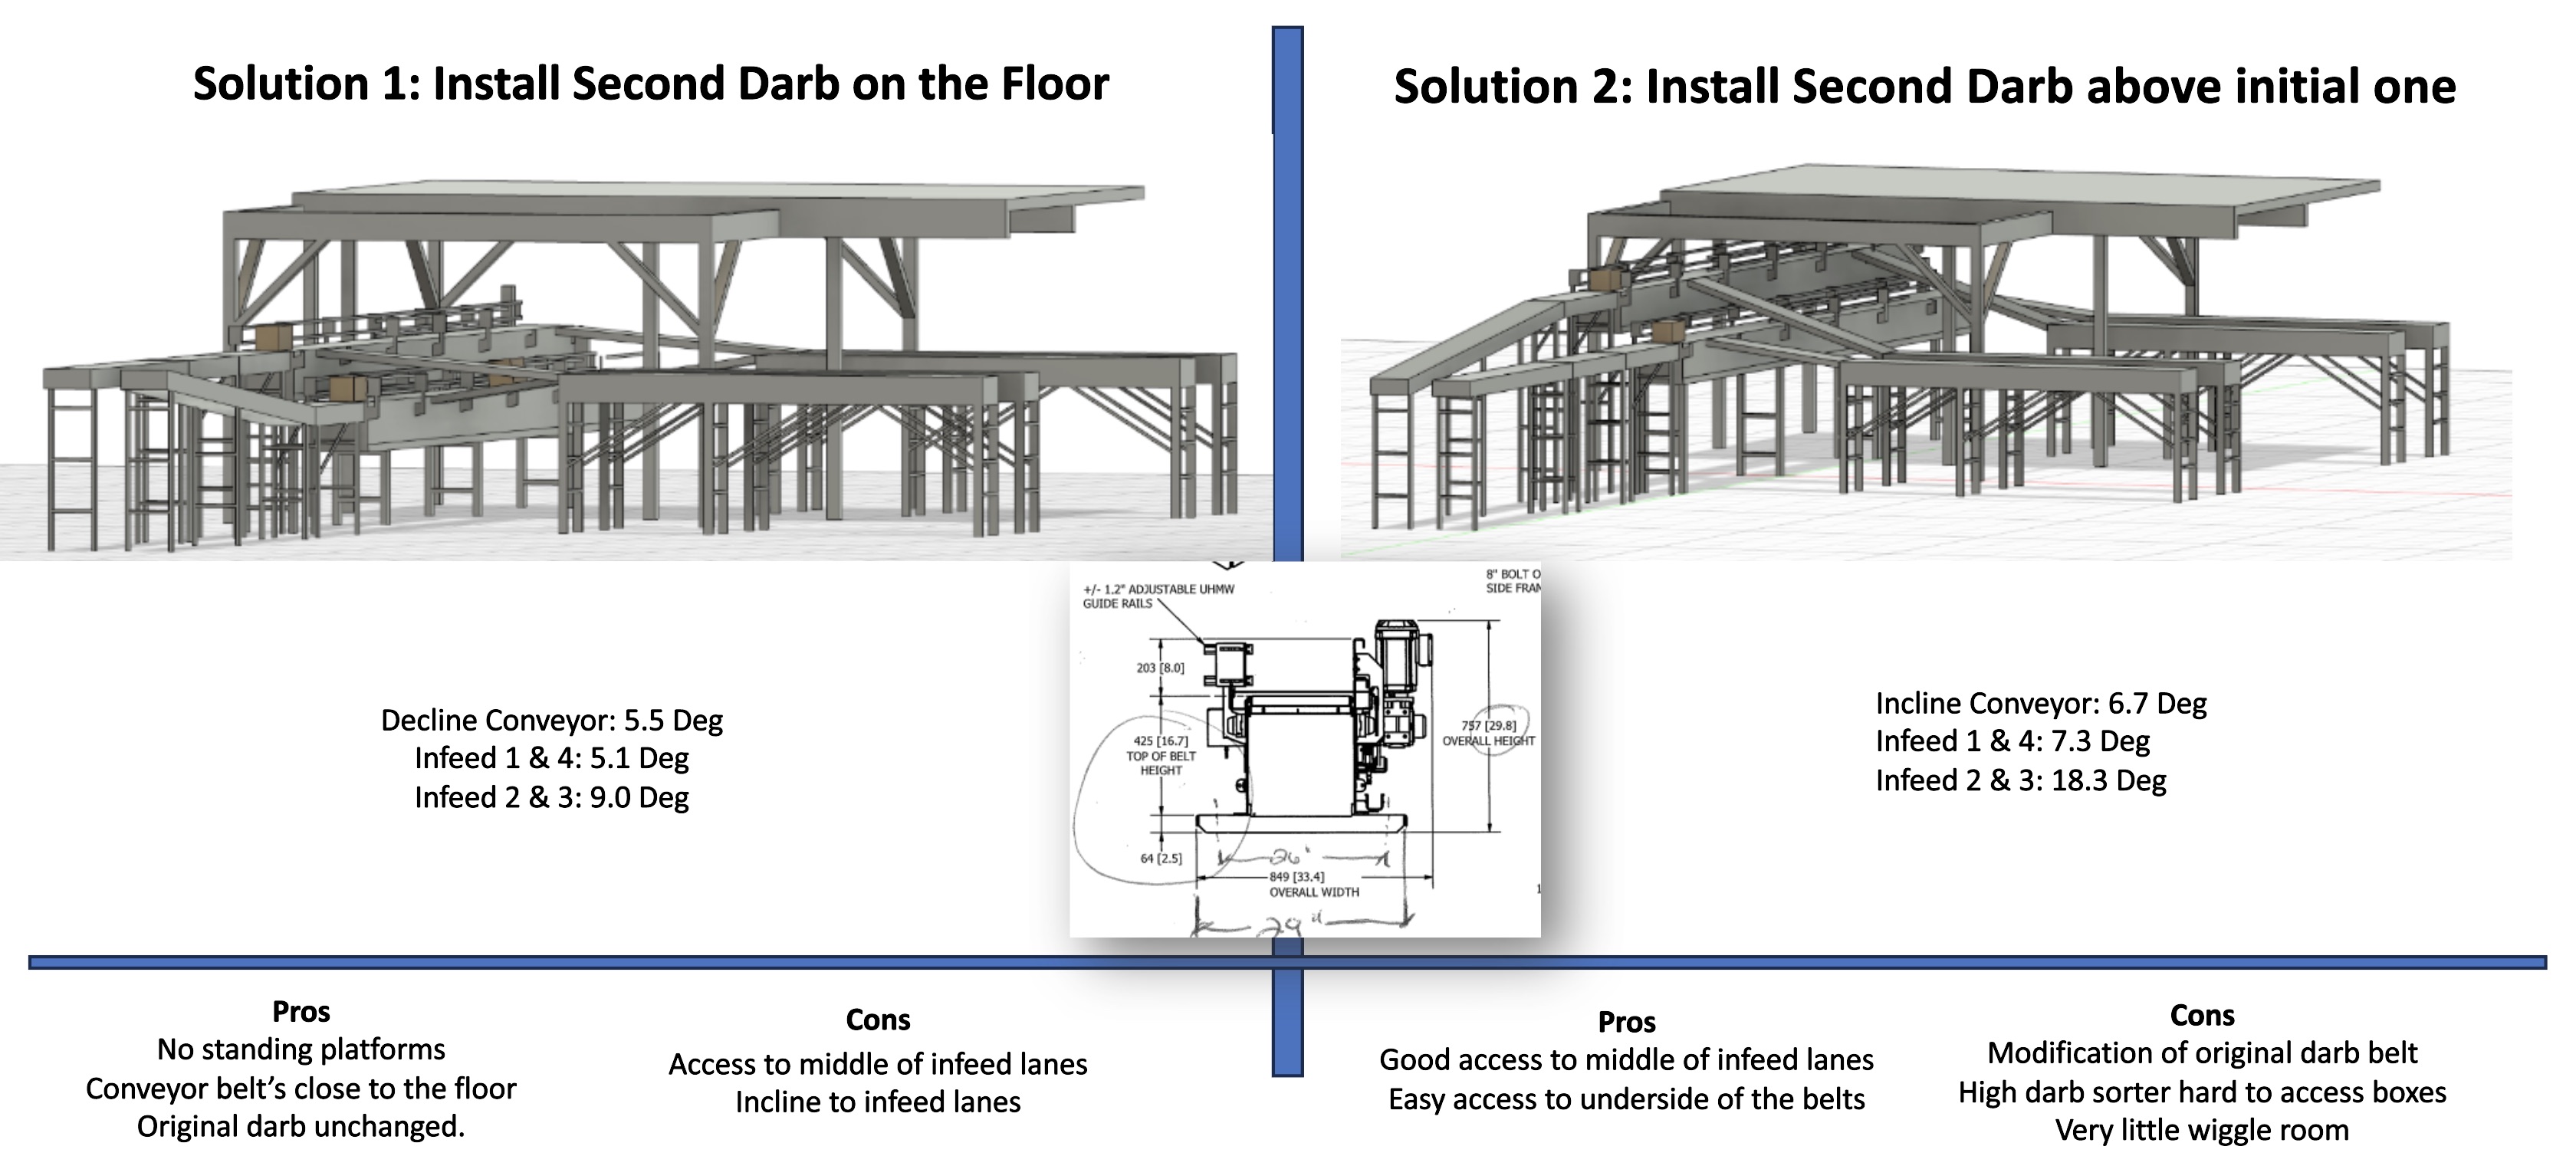 Solution 1: Install Second Darb on the Floor
Solution 2: Install Second Darb above initial one
+/- 1.2" ADJUSTABLE UHMW
GUIDE RAILS
8" BOLT O
SIDE FRAM
203 [8.0]
425 [16.7]
TOP OF BELT
HEIGHT
757 [29.8]
OVERALL HEIGHT
64 [2.5]
26"
849 [33.4]
OVERALL WIDTH
29"
Decline Conveyor: 5.5 Deg
Infeed 1 & 4: 5.1 Deg
Infeed 2 & 3: 9.0 Deg
Incline Conveyor: 6.7 Deg
Infeed 1 & 4: 7.3 Deg
Infeed 2 & 3: 18.3 Deg
Pros
No standing platforms
Conveyor belt’s close to the floor
Original darb unchanged.
Cons
Access to middle of infeed lanes
Incline to infeed lanes
Pros
Good access to middle of infeed lanes
Easy access to underside of the belts
Cons
Modification of original darb belt
High darb sorter hard to access boxes
Very little wiggle room